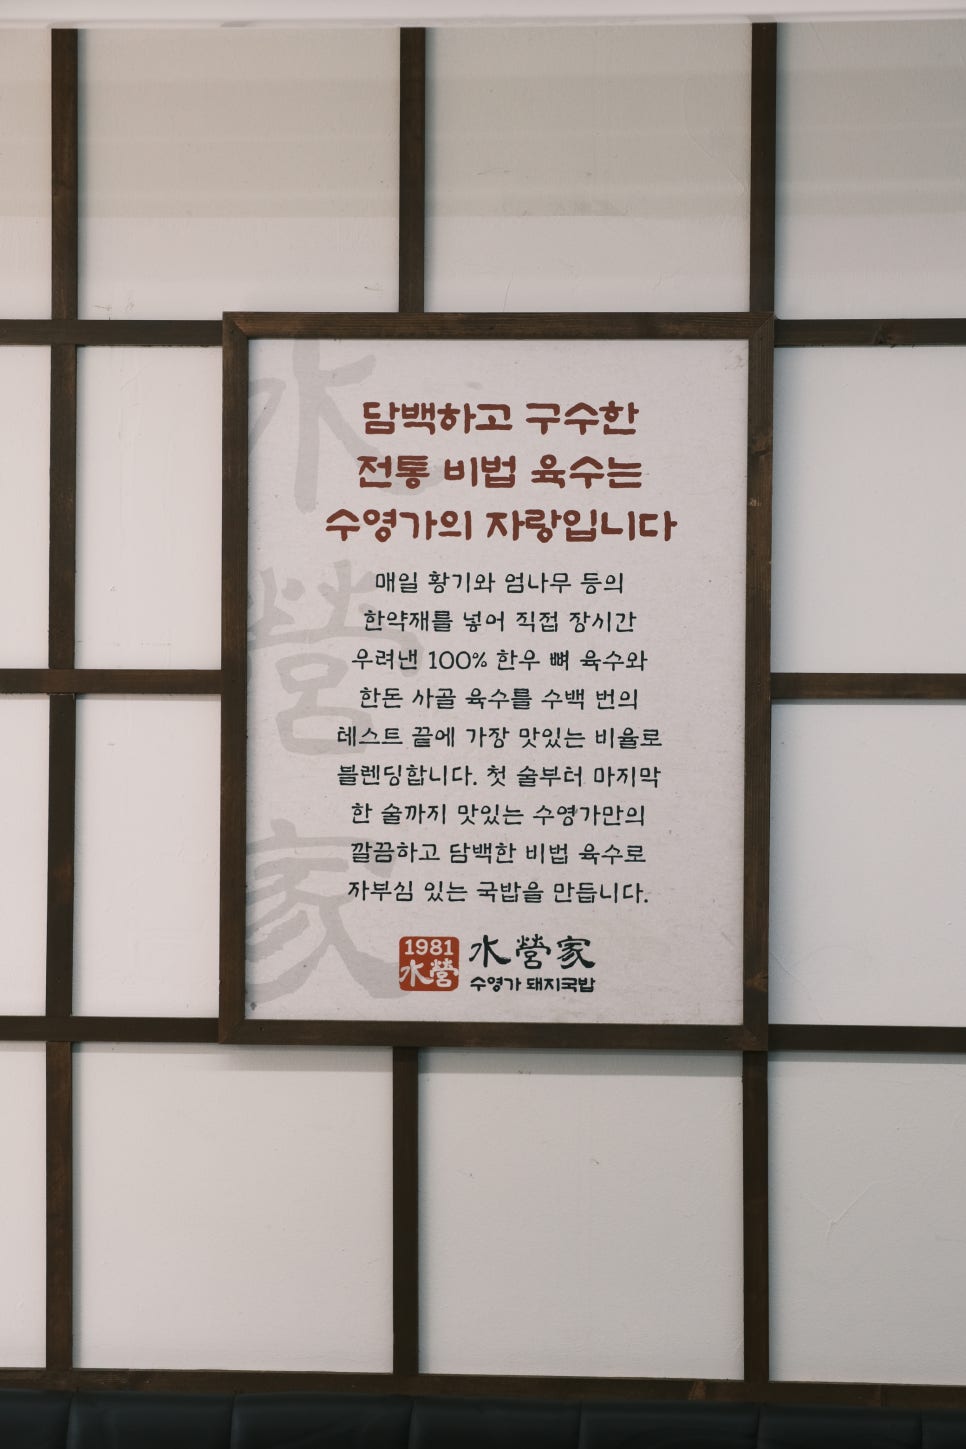 담백하고 구수한
전통 비법 육수는
수영가의 자랑입니다
매일 황기와 엄나무 등의
한약재를 넣어 직접 장시간
우려낸 100% 한우 뼈 육수와
한돈 사골 육수를 수백 번의
테스트 끝에 가장 맛있는 비율로
블렌딩합니다. 첫 술부터 마지막
한 술까지 맛있는 수영가만의
깔끔하고 담백한 비법 육수로
자부심 있는 국밥을 만듭니다.
1981
水營
水營家
수영가 돼지국밥
水
營
家